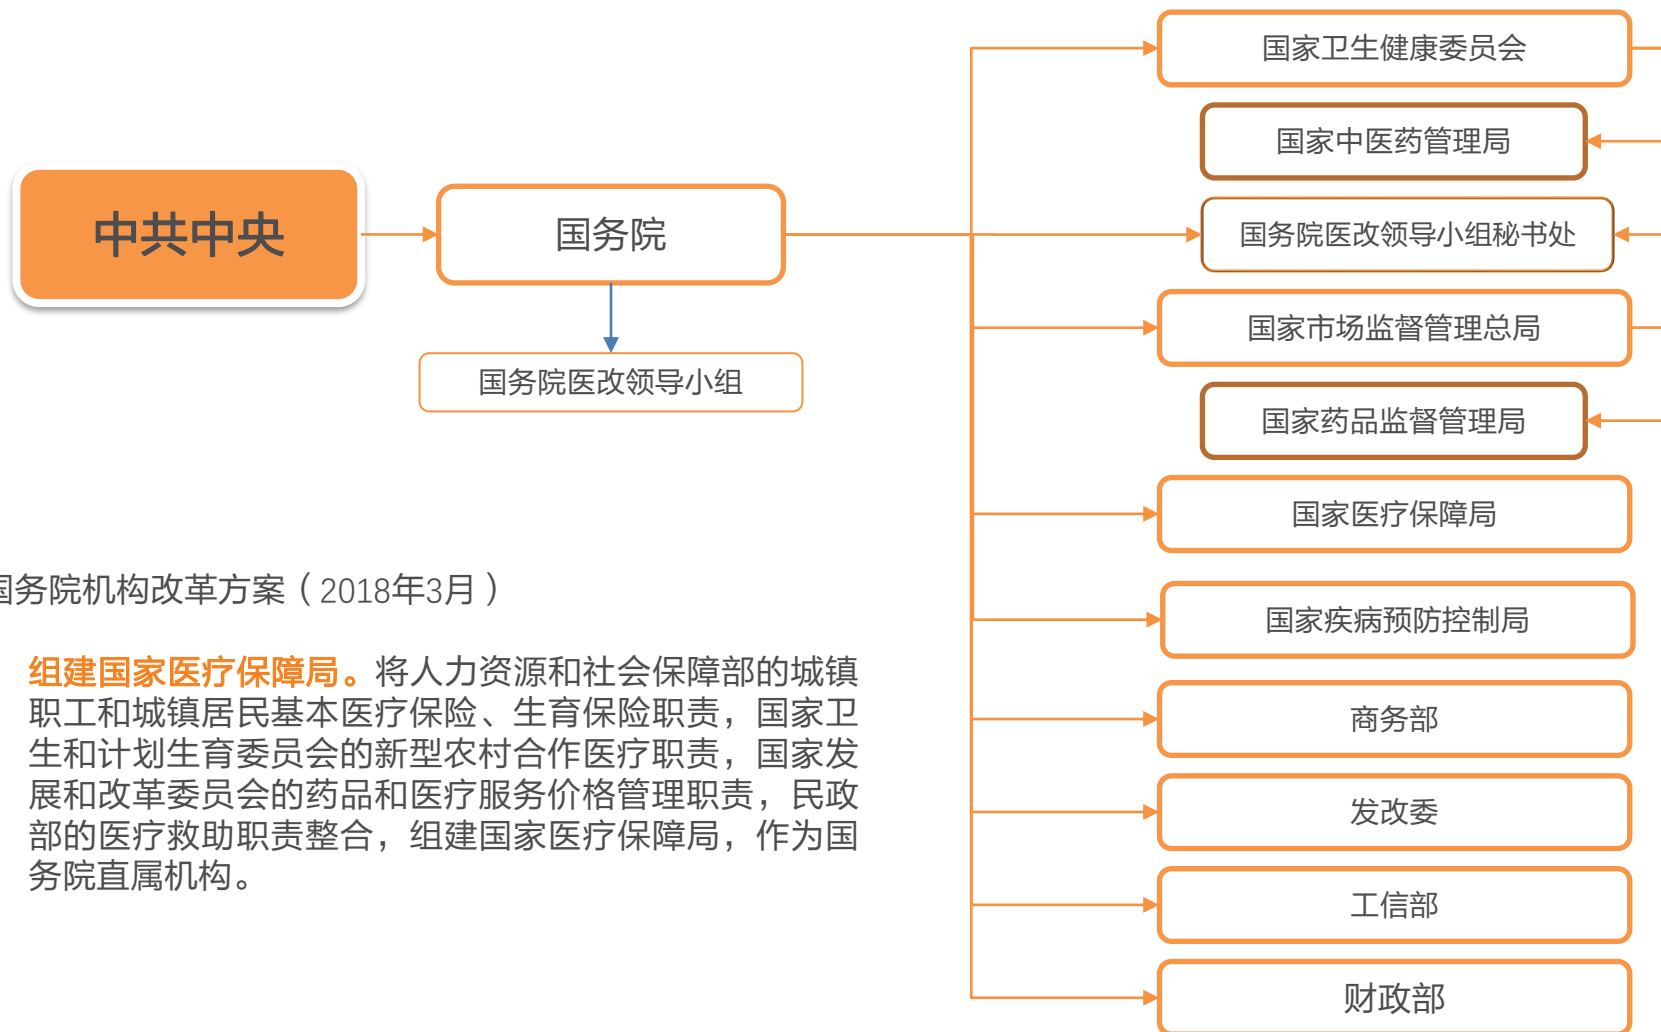 国家卫生健康委员会
国家中医药管理局
中共中央
国务院
国务院医改领导小组秘书处
国家市场监督管理总局
国务院医改领导小组
国家药品监督管理局
国家医疗保障局
国务院机构改革方案（2018年3月）
国家疾病预防控制局
组建国家医疗保障局。将人力资源和社会保障部的城镇
职工和城镇居民基本医疗保险、生育保险职责，国家卫
生和计划生育委员会的新型农村合作医疗职责，国家发
展和改革委员会的药品和医疗服务价格管理职责，民政
部的医疗救助职责整合，组建国家医疗保障局，作为国
务院直属机构。
商务部
发改委
工信部
财政部